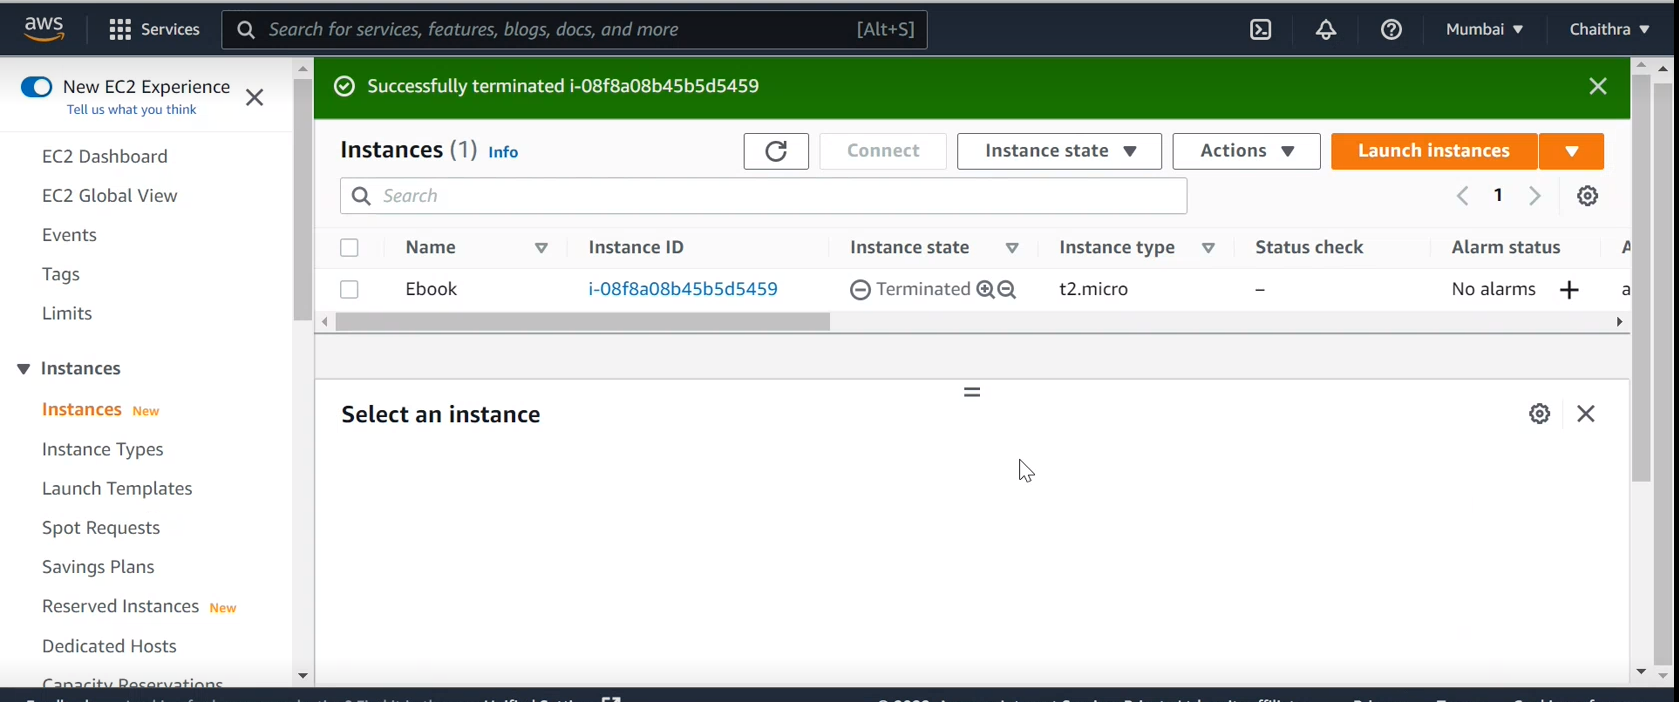 aws
Services
Search for services, features, blogs, docs, and more
[Alt+S]
Mumbai
Chaithra
New EC2 Experience
Tell us what you think
EC2 Dashboard
EC2 Global View
Events
Tags
Limits
Instances
Instances New
Instance Types
Launch Templates
Spot Requests
Savings Plans
Reserved Instances New
Dedicated Hosts
Capacity Reservations
Successfully terminated i-08f8a08b45b5d5459
Instances (1) Info
Connect
Instance state
Actions
Launch instances
Search
1
Name Instance ID Instance state Instance type Status check Alarm status A
Ebook i-08f8a08b45b5d5459 Terminated t2.micro – No alarms + a
Select an instance